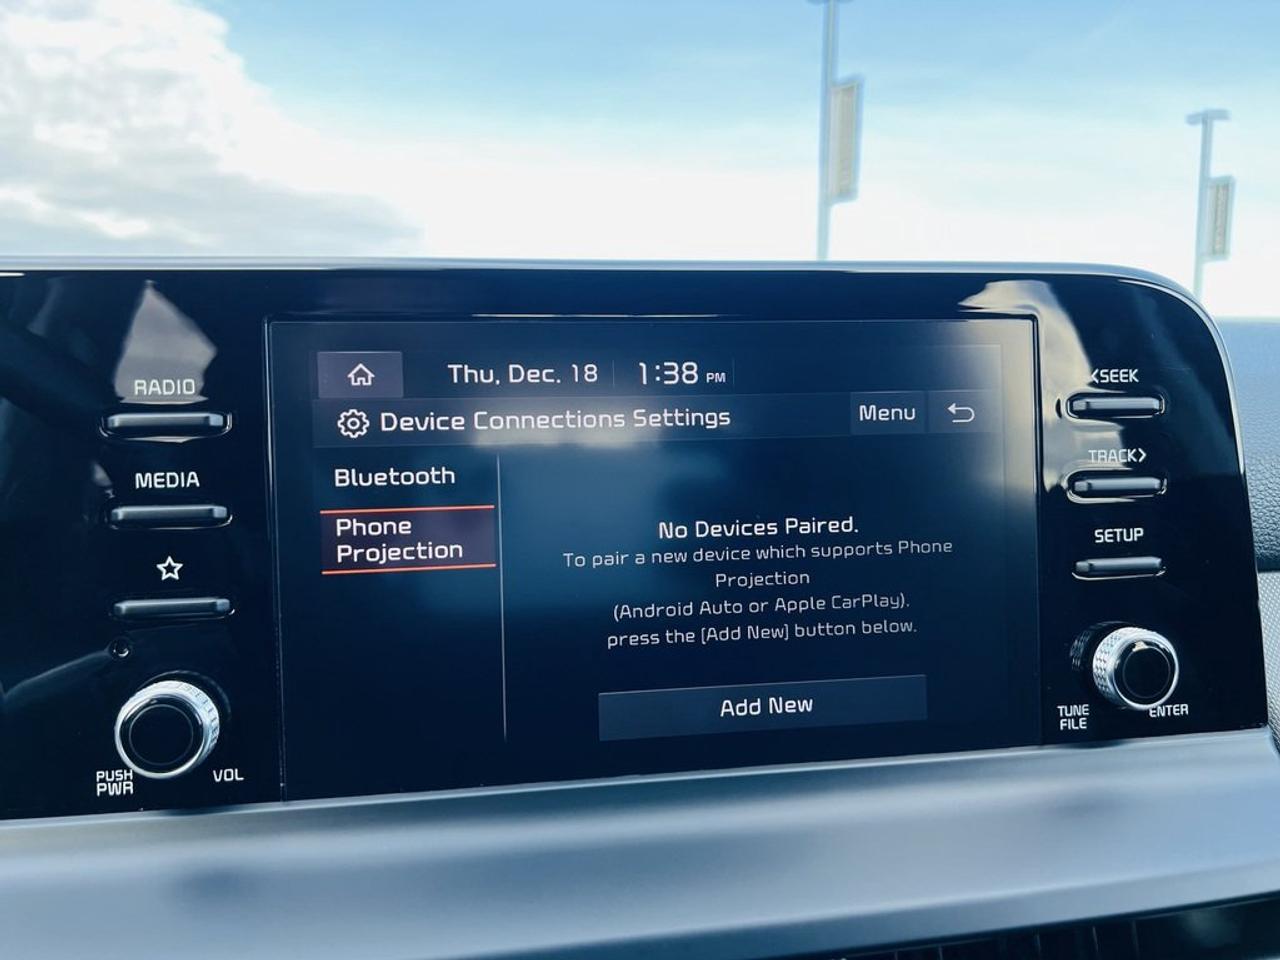 RADIO
MEDIA
PUSH
PWR
VOL
Thu, Dec. 18
1:38 PM
Device Connections Settings
Menu
Bluetooth
Phone
Projection
No Devices Paired.
To pair a new device which supports Phone
Projection
(Android Auto or Apple CarPlay).
press the [Add New] button below.
Add New
<SEEK
TRACK>
SETUP
TUNE
FILE
ENTER